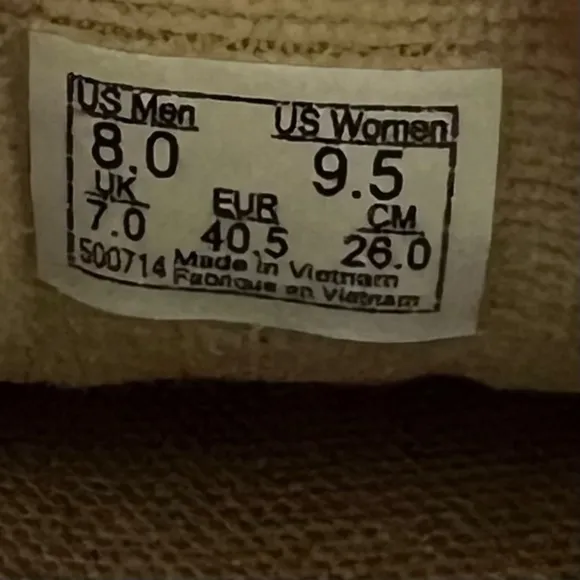 US Men US Women
8.0 9.5
UK EUR CM
7.0 40.5 26.0
500714 Made in Vietnam
Fabrique en Vietnam